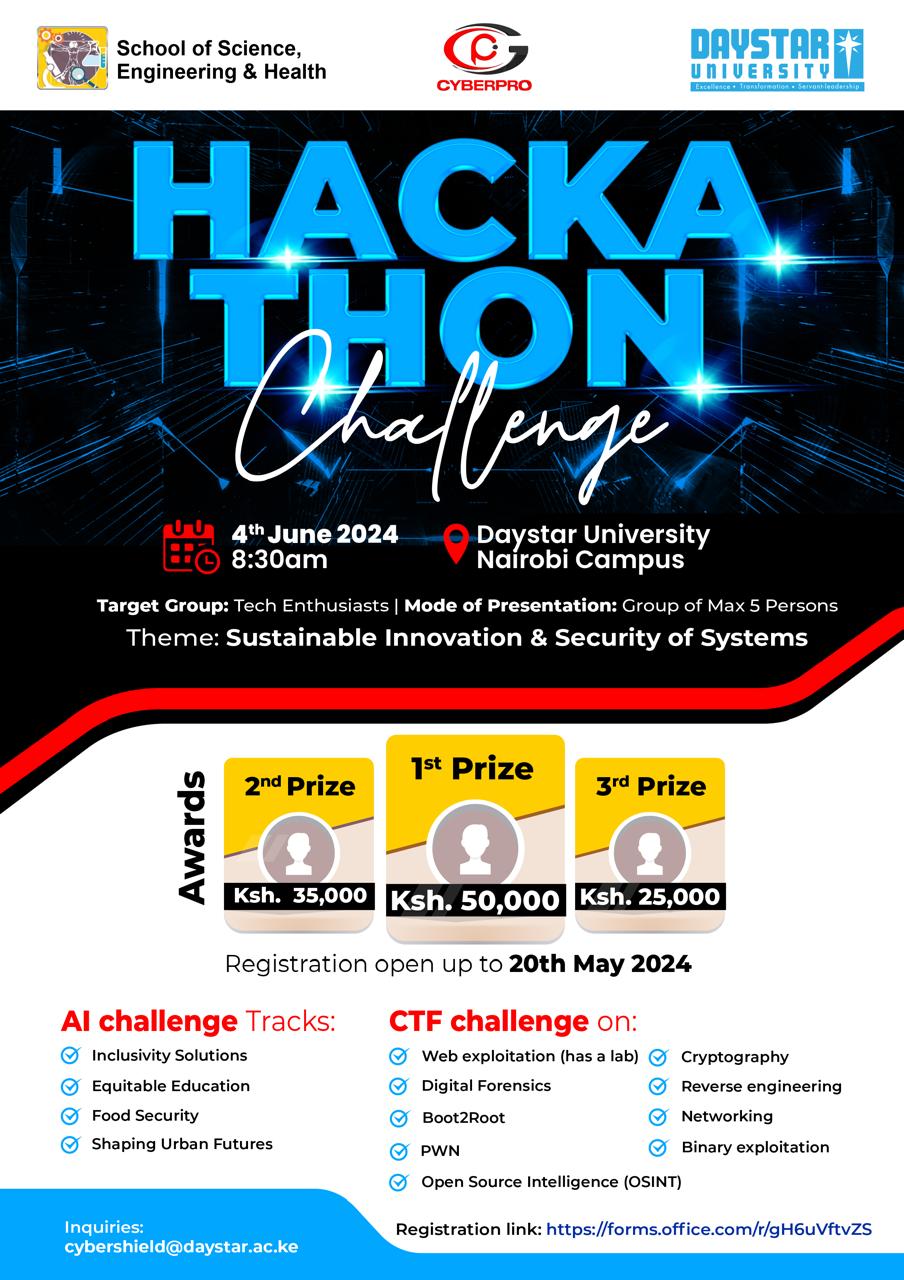 School of Science,
Engineering & Health
CYBERPRO
DAYSTAR
UNIVERSITY
Excellence • Transformation • Servant-leadership
HACKA
THON
Challenge
4th June 2024
8:30am
Daystar University
Nairobi Campus
Target Group: Tech Enthusiasts | Mode of Presentation: Group of Max 5 Persons
Theme: Sustainable Innovation & Security of Systems
Awards
2nd Prize
Ksh. 35,000
1st Prize
Ksh. 50,000
3rd Prize
Ksh. 25,000
Registration open up to 20th May 2024
AI challenge Tracks:
Inclusivity Solutions
Equitable Education
Food Security
Shaping Urban Futures
CTF challenge on:
Web exploitation (has a lab)
Digital Forensics
Boot2Root
PWN
Open Source Intelligence (OSINT)
Cryptography
Reverse engineering
Networking
Binary exploitation
Inquiries:
cybershield@daystar.ac.ke
Registration link: https://forms.office.com/r/gH6uVftvZS